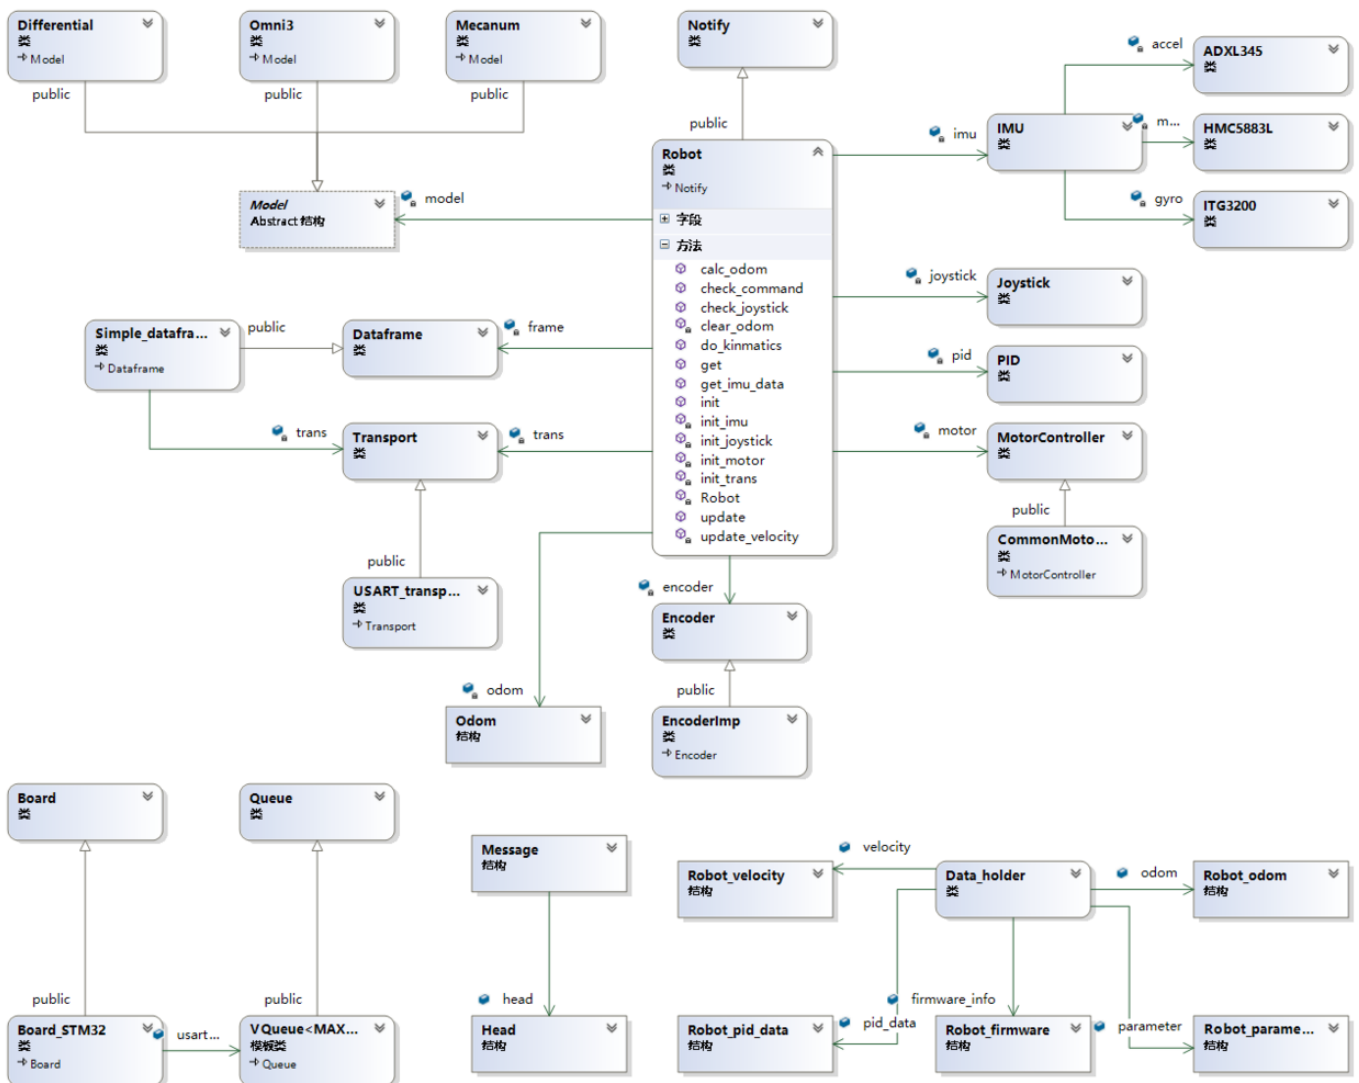 Differential
类
Model
public
Omni3
类
Model
public
Mecanum
类
Model
public
Model
Abstract 结构
model
Notify
类
public
Robot
类
Notify
字段
方法
calc_odom
check_command
check_joystick
clear_odom
do_kinmatics
get
get_imu_data
init
init_imu
init_joystick
init_motor
init_trans
Robot
update
update_velocity
imu
IMU
类
accel
ADXL345
类
m...
HMC5883L
类
gyro
ITG3200
类
joystick
Joystick
类
pid
PID
类
motor
MotorController
类
public
CommonMoto...
类
MotorController
Simple_datafra...
类
Dataframe
public
Dataframe
类
frame
trans
Transport
类
trans
public
USART_transp...
类
Transport
encoder
Encoder
类
public
EncoderImp
类
Encoder
odom
Odom
结构
Board
类
public
Board_STM32
类
Board
usart...
Queue
类
public
VQueue<MAX...
模板类
Queue
Message
结构
head
Head
结构
velocity
Robot_velocity
结构
Data_holder
类
odom
Robot_odom
结构
pid_data
Robot_pid_data
结构
firmware_info
Robot_firmware
结构
parameter
Robot_parame...
结构